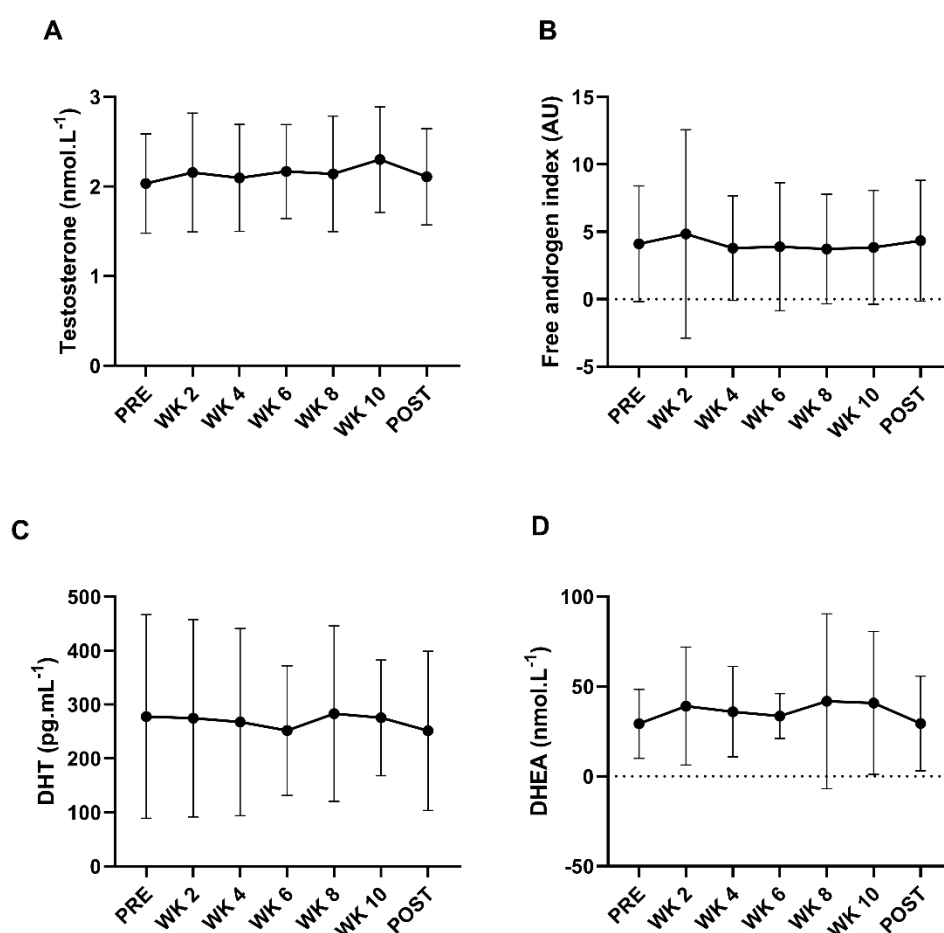 A
Testosterone (nmol.L⁻¹)
3
2
1
0
PRE
WK 2
WK 4
WK 6
WK 8
WK 10
POST
B
Free androgen index (AU)
15
10
5
0
-5
PRE
WK 2
WK 4
WK 6
WK 8
WK 10
POST
C
DHT (pg.mL⁻¹)
500
400
300
200
100
0
PRE
WK 2
WK 4
WK 6
WK 8
WK 10
POST
D
DHEA (nmol.L⁻¹)
100
50
0
-50
PRE
WK 2
WK 4
WK 6
WK 8
WK 10
POST